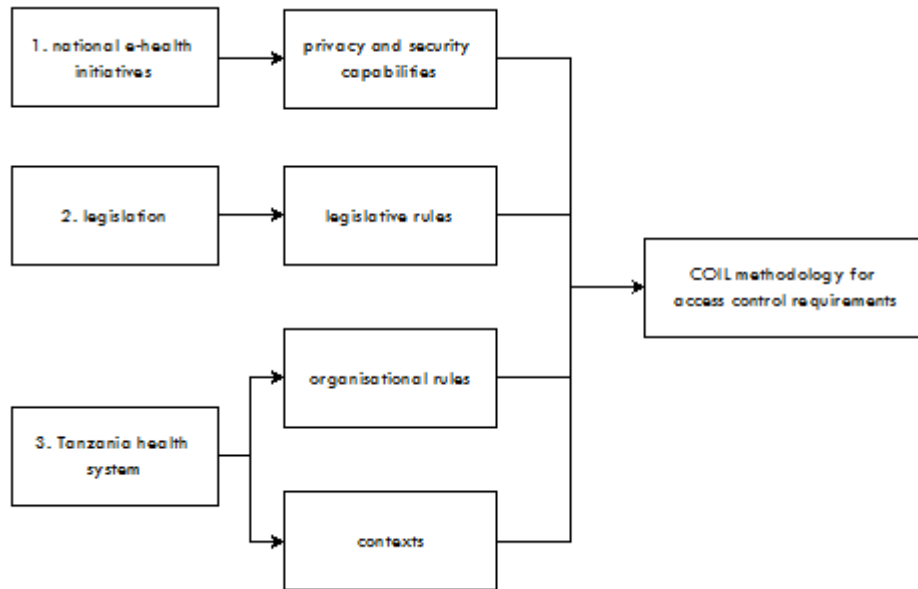 1. national e-health
initiatives
privacy and security
capabilities
2. legislation
legislative rules
COIL methodology for
access control requirements
organisational rules
3. Tanzania health
system
contexts